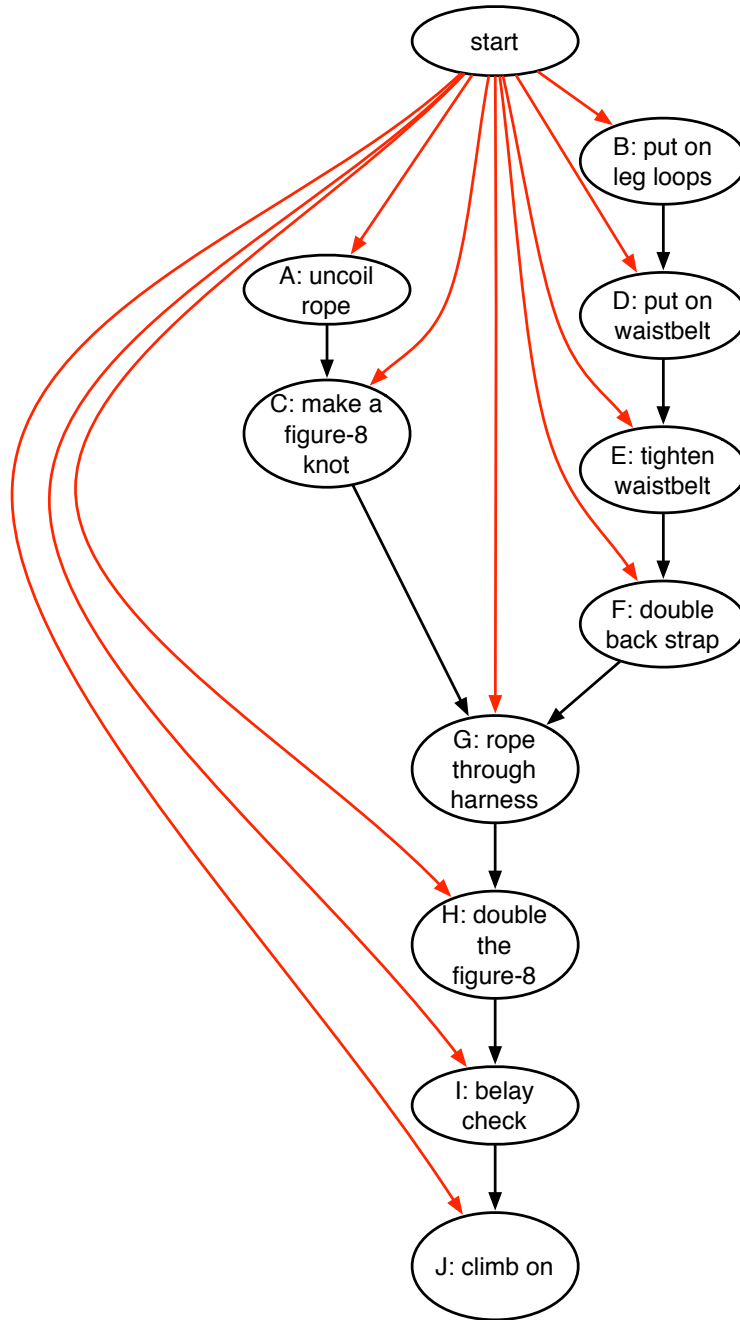 start
B: put on
leg loops
A: uncoil
rope
D: put on
waistbelt
C: make a
figure-8
knot
E: tighten
waistbelt
F: double
back strap
G: rope
through
harness
H: double
the
figure-8
I: belay
check
J: climb on